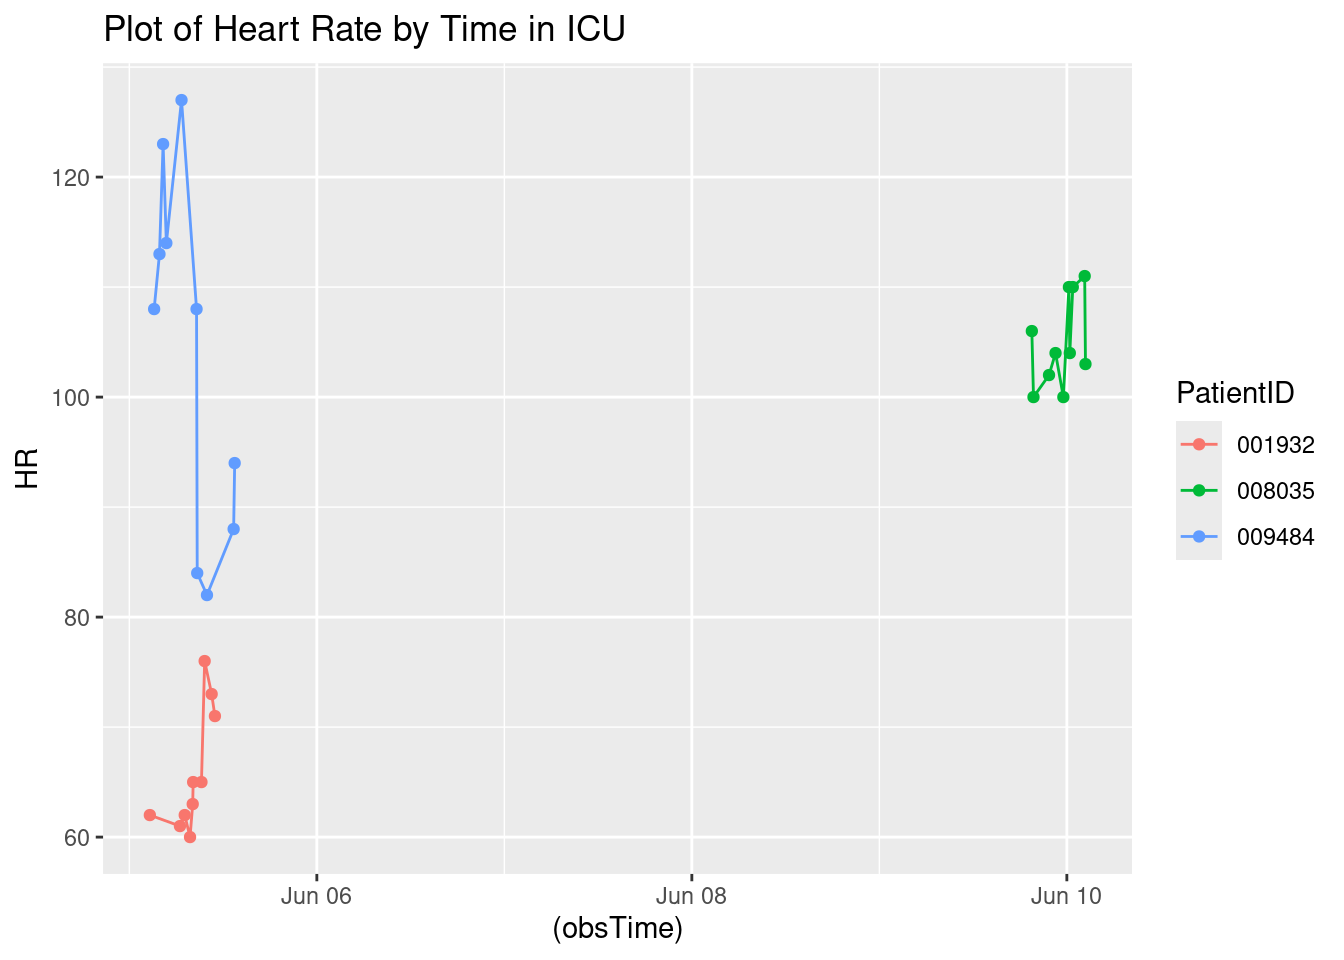 Plot of Heart Rate by Time in ICU
120
100
80
60
HR
Jun 06
Jun 08
Jun 10
(obsTime)
PatientID
001932
008035
009484